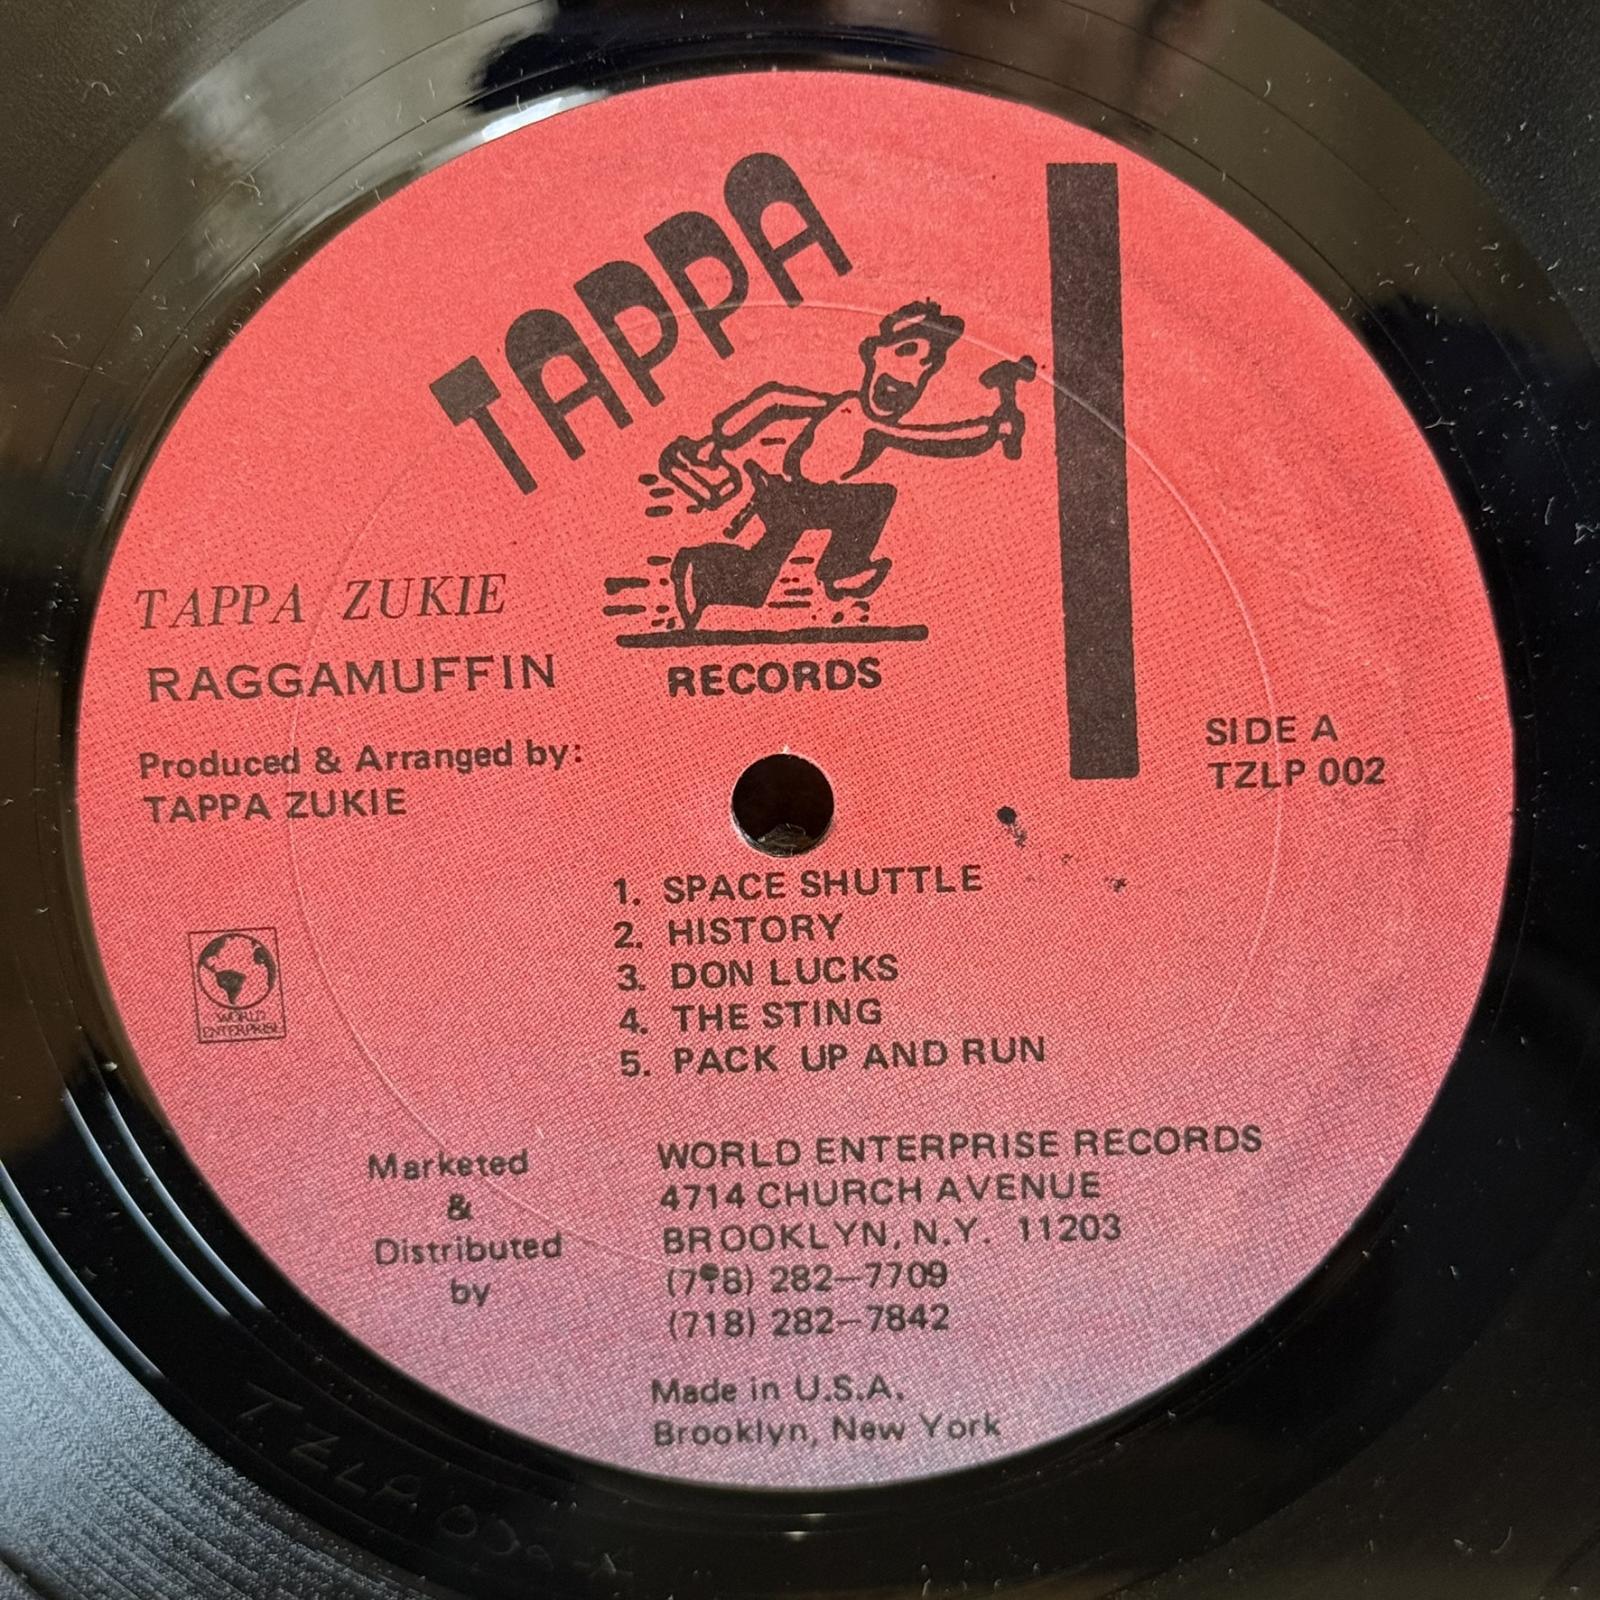 TAPPA
RECORDS
TAPPA ZUKIE
RAGGAMUFFIN
Produced & Arranged by:
TAPPA ZUKIE
SIDE A
TZLP 002
1. SPACE SHUTTLE
2. HISTORY
3. DON LUCKS
4. THE STING
5. PACK UP AND RUN
WORLD
ENTERPRISE
Marketed
&
Distributed
by
WORLD ENTERPRISE RECORDS
4714 CHURCH AVENUE
BROOKLYN, N.Y. 11203
(718) 282–7709
(718) 282–7842
Made in U.S.A.
Brooklyn, New York